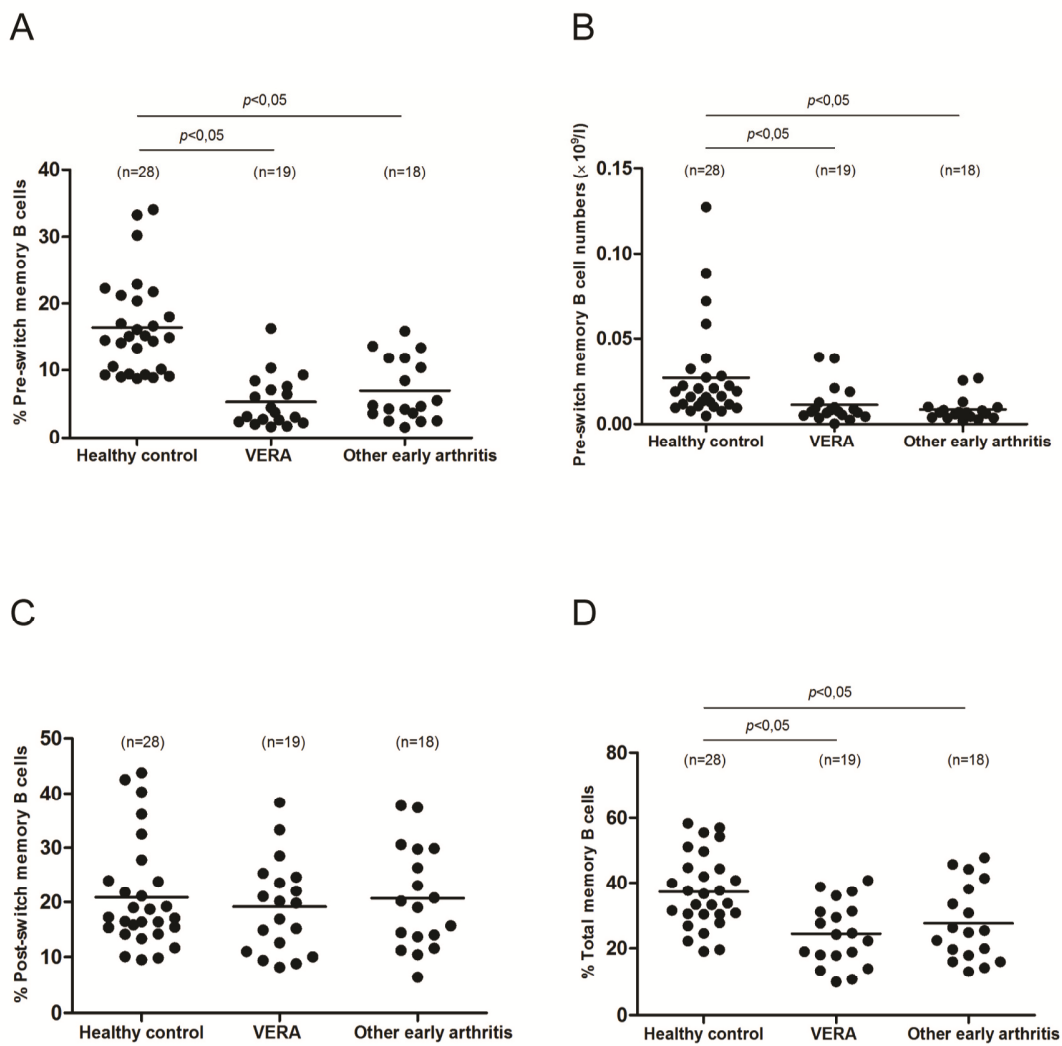 A
p<0,05
p<0,05
% Pre-switch memory B cells
(n=28) (n=19) (n=18)
40
30
20
10
0
Healthy control VERA Other early arthritis
B
p<0,05
p<0,05
Pre-switch memory B cell numbers (×10⁹/l)
(n=28) (n=19) (n=18)
0.15
0.10
0.05
0.00
Healthy control VERA Other early arthritis
C
% Post-switch memory B cells
(n=28) (n=19) (n=18)
50
40
30
20
10
0
Healthy control VERA Other early arthritis
D
p<0,05
p<0,05
% Total memory B cells
(n=28) (n=19) (n=18)
80
60
40
20
0
Healthy control VERA Other early arthritis